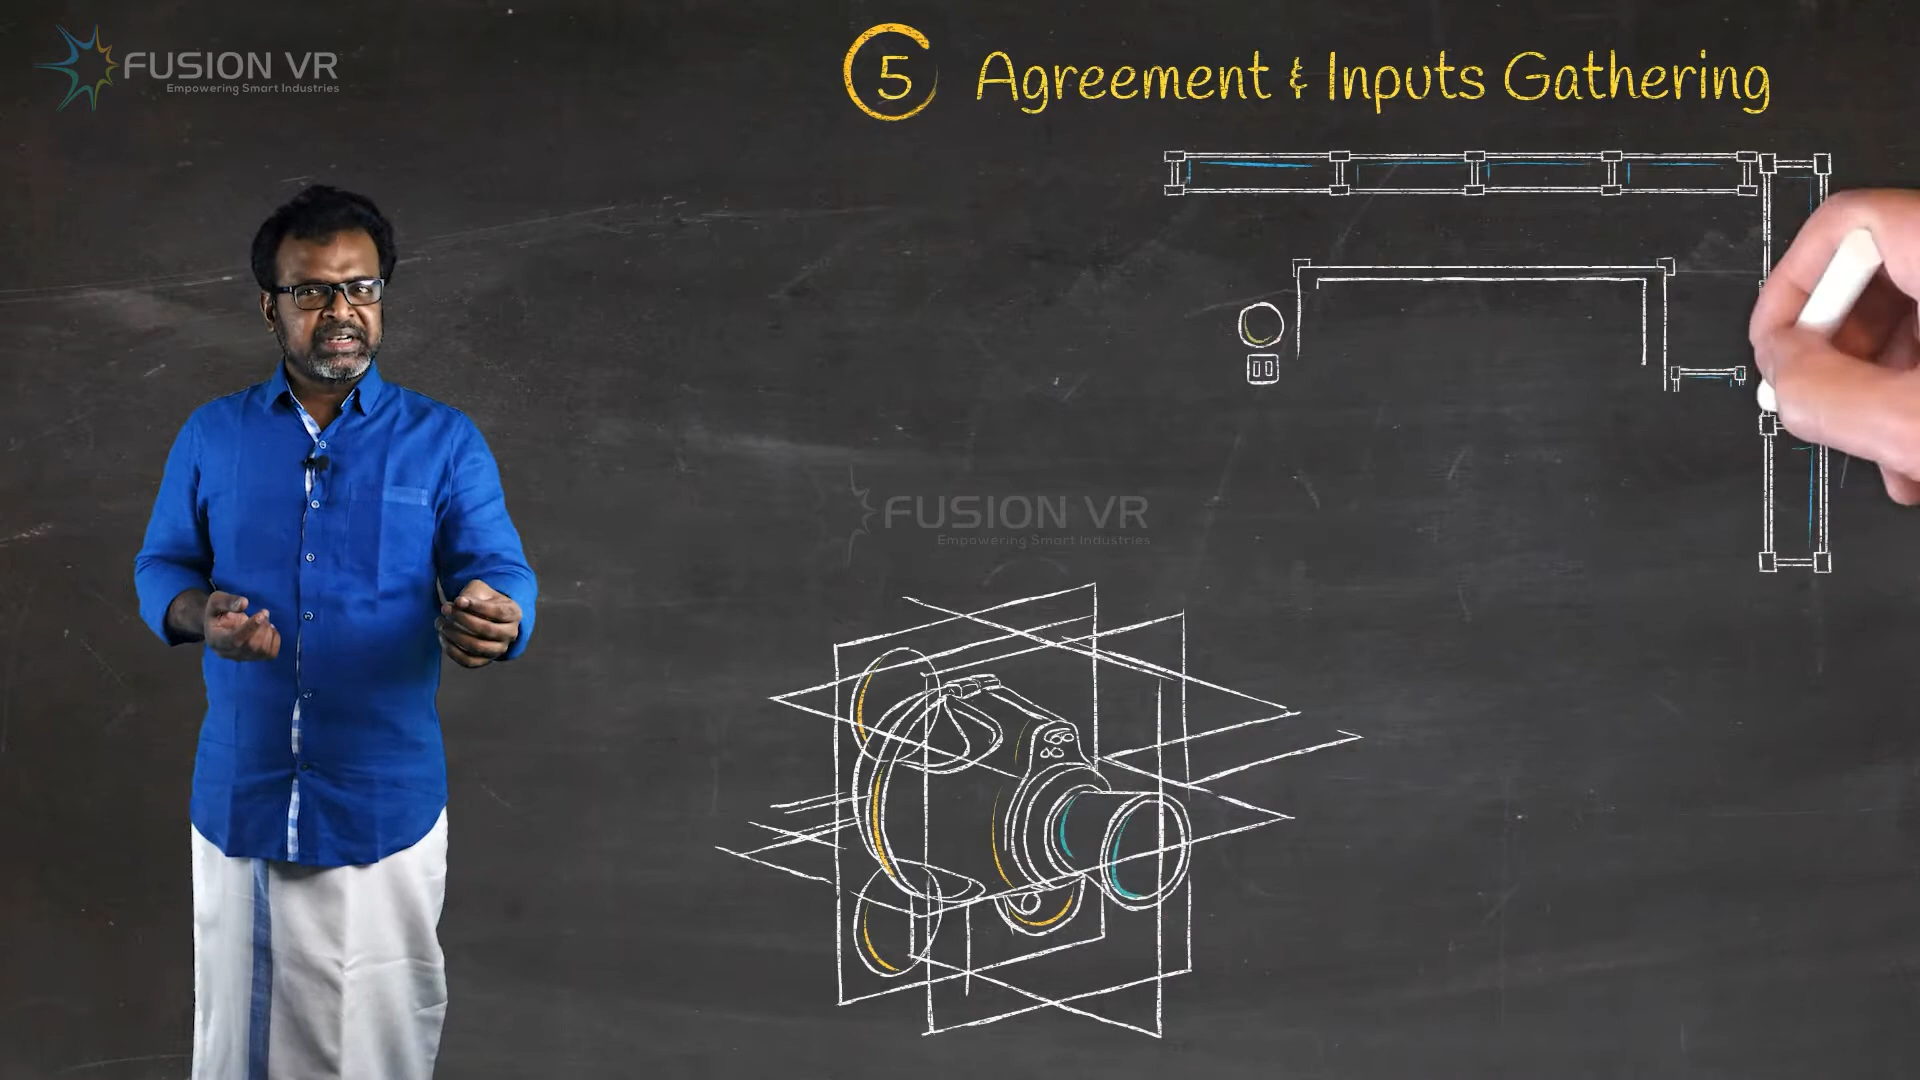 FUSION VR
Empowering Smart Industries
5 Agreement & Inputs Gathering
FUSION VR
Empowering Smart Industries